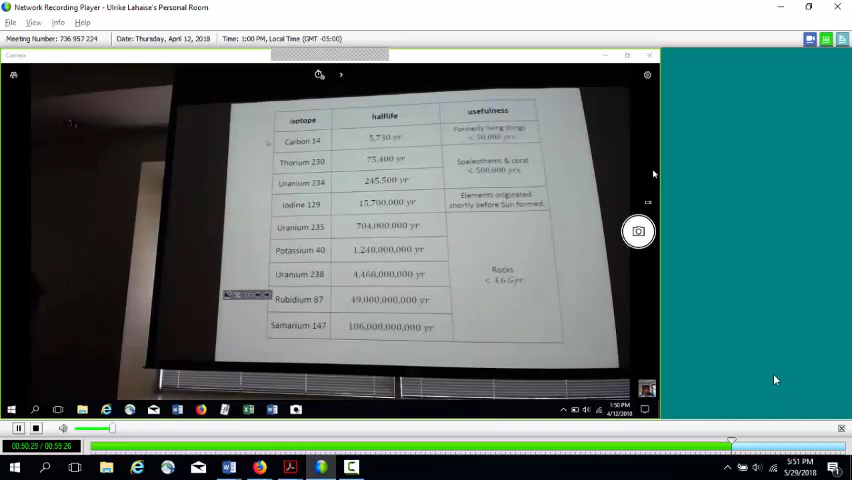 Network Recording Player - Ulrike Lahaise's Personal Room
File View Info Help
Meeting Number: 736 957 224 Date: Thursday, April 12, 2018 Time: 1:00 PM, Local Time (GMT -05:00)
Camera
isotope halflife usefulness
Carbon 14 5,730 yr Formerly living things
< 50,000 yrs
Thorium 230 75,400 yr Speleothems & coral
< 500,000 yrs
Uranium 234 245,500 yr
Iodine 129 15,700,000 yr Elements originated
shortly before Sun formed.
Uranium 235 704,000,000 yr
Potassium 40 1,248,000,000 yr
Uranium 238 4,468,000,000 yr Rocks
< 4.6 Gyr
Rubidium 87 49,000,000,000 yr
Samarium 147 106,000,000,000 yr
1:50 PM
4/12/2018
00:50:29 / 00:59:26
5:51 PM
5/29/2018